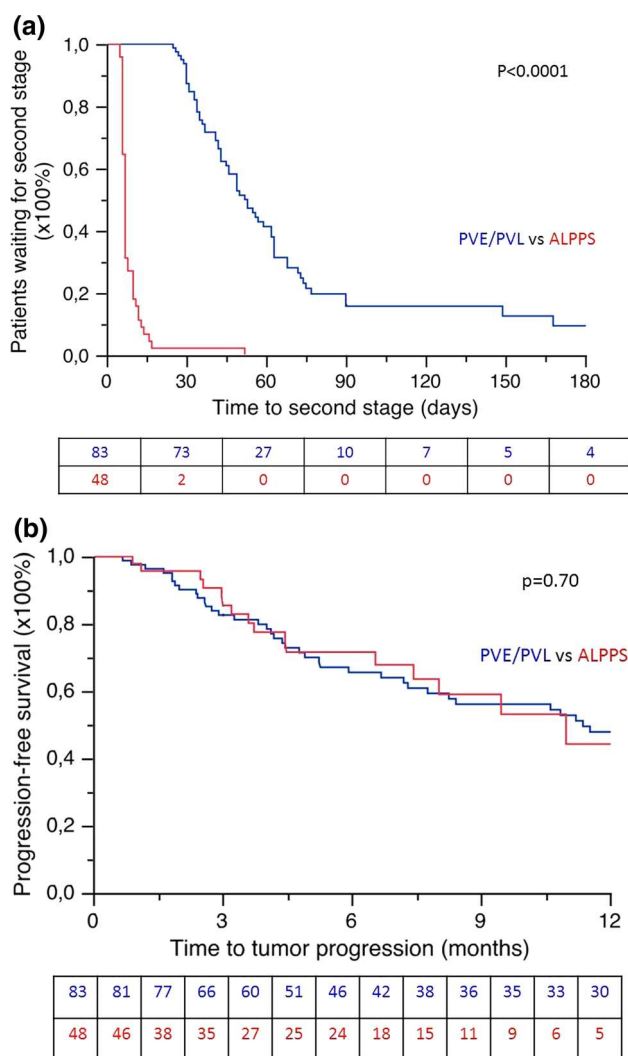 (a)
1,0
0,8
0,6
0,4
0,2
0,0
Patients waiting for second stage
(x100%)
P<0.0001
PVE/PVL vs ALPPS
0 30 60 90 120 150 180
Time to second stage (days)
83 73 27 10 7 5 4
48 2 0 0 0 0 0
(b)
1,0
0,8
0,6
0,4
0,2
0,0
Progression-free survival (x100%)
p=0.70
PVE/PVL vs ALPPS
0 3 6 9 12
Time to tumor progression (months)
83 81 77 66 60 51 46 42 38 36 35 33 30
48 46 38 35 27 25 24 18 15 11 9 6 5